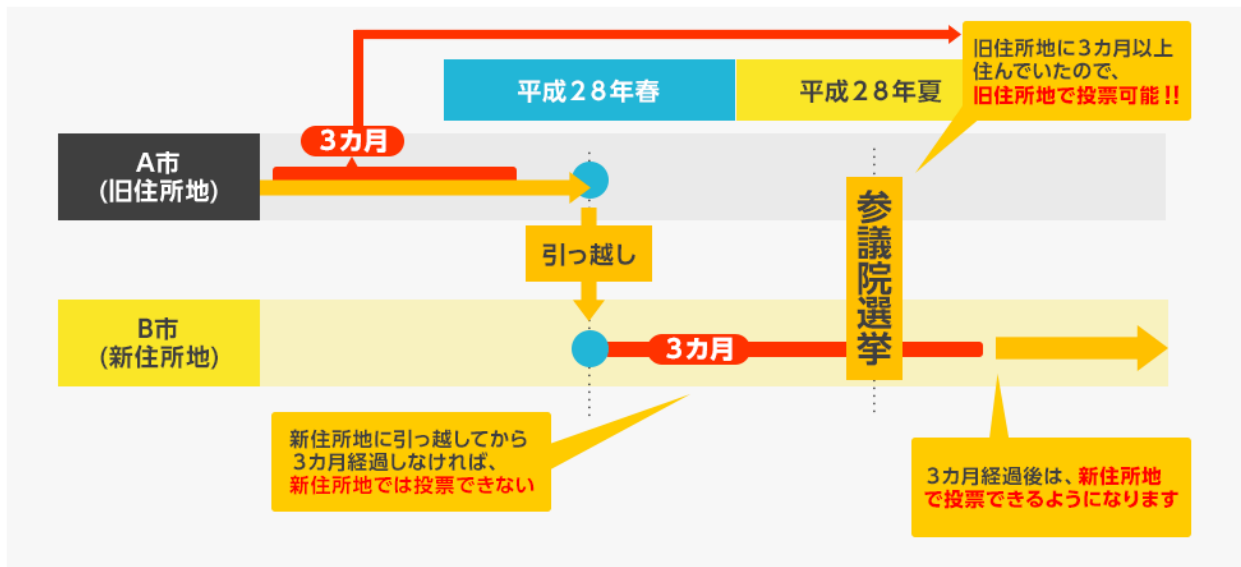 平成２８年春
平成２８年夏
旧住所地に３カ月以上
住んでいたので、
旧住所地で投票可能!!
３カ月
A市
(旧住所地)
引っ越し
参議院選挙
B市
(新住所地)
３カ月
新住所地に引っ越してから
３カ月経過しなければ、
新住所地では投票できない
３カ月経過後は、新住所地
で投票できるようになります